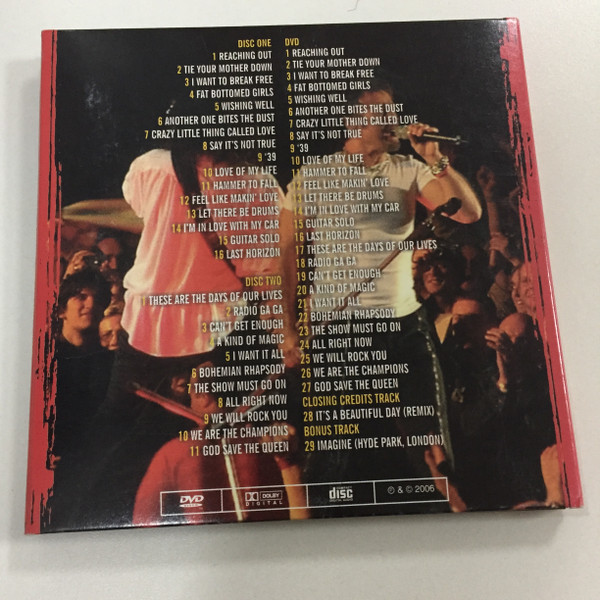 DISC ONE
1 REACHING OUT
2 TIE YOUR MOTHER DOWN
3 I WANT TO BREAK FREE
4 FAT BOTTOMED GIRLS
5 WISHING WELL
6 ANOTHER ONE BITES THE DUST
7 CRAZY LITTLE THING CALLED LOVE
8 SAY IT'S NOT TRUE
9 '39
10 LOVE OF MY LIFE
11 HAMMER TO FALL
12 FEEL LIKE MAKIN' LOVE
13 LET THERE BE DRUMS
14 I'M IN LOVE WITH MY CAR
15 GUITAR SOLO
16 LAST HORIZON
DISC TWO
1 THESE ARE THE DAYS OF OUR LIVES
2 RADIO GA GA
3 CAN'T GET ENOUGH
4 A KIND OF MAGIC
5 I WANT IT ALL
6 BOHEMIAN RHAPSODY
7 THE SHOW MUST GO ON
8 ALL RIGHT NOW
9 WE WILL ROCK YOU
10 WE ARE THE CHAMPIONS
11 GOD SAVE THE QUEEN
DVD
1 REACHING OUT
2 TIE YOUR MOTHER DOWN
3 I WANT TO BREAK FREE
4 FAT BOTTOMED GIRLS
5 WISHING WELL
6 ANOTHER ONE BITES THE DUST
7 CRAZY LITTLE THING CALLED LOVE
8 SAY IT'S NOT TRUE
9 '39
10 LOVE OF MY LIFE
11 HAMMER TO FALL
12 FEEL LIKE MAKIN' LOVE
13 LET THERE BE DRUMS
14 I'M IN LOVE WITH MY CAR
15 GUITAR SOLO
16 LAST HORIZON
17 THESE ARE THE DAYS OF OUR LIVES
18 RADIO GA GA
19 CAN'T GET ENOUGH
20 A KIND OF MAGIC
21 I WANT IT ALL
22 BOHEMIAN RHAPSODY
23 THE SHOW MUST GO ON
24 ALL RIGHT NOW
25 WE WILL ROCK YOU
26 WE ARE THE CHAMPIONS
27 GOD SAVE THE QUEEN
CLOSING CREDITS TRACK
28 IT'S A BEAUTIFUL DAY (REMIX)
BONUS TRACK
29 IMAGINE (HYDE PARK, LONDON)
DVD
DOLBY
DIGITAL
disc
℗ & © 2006